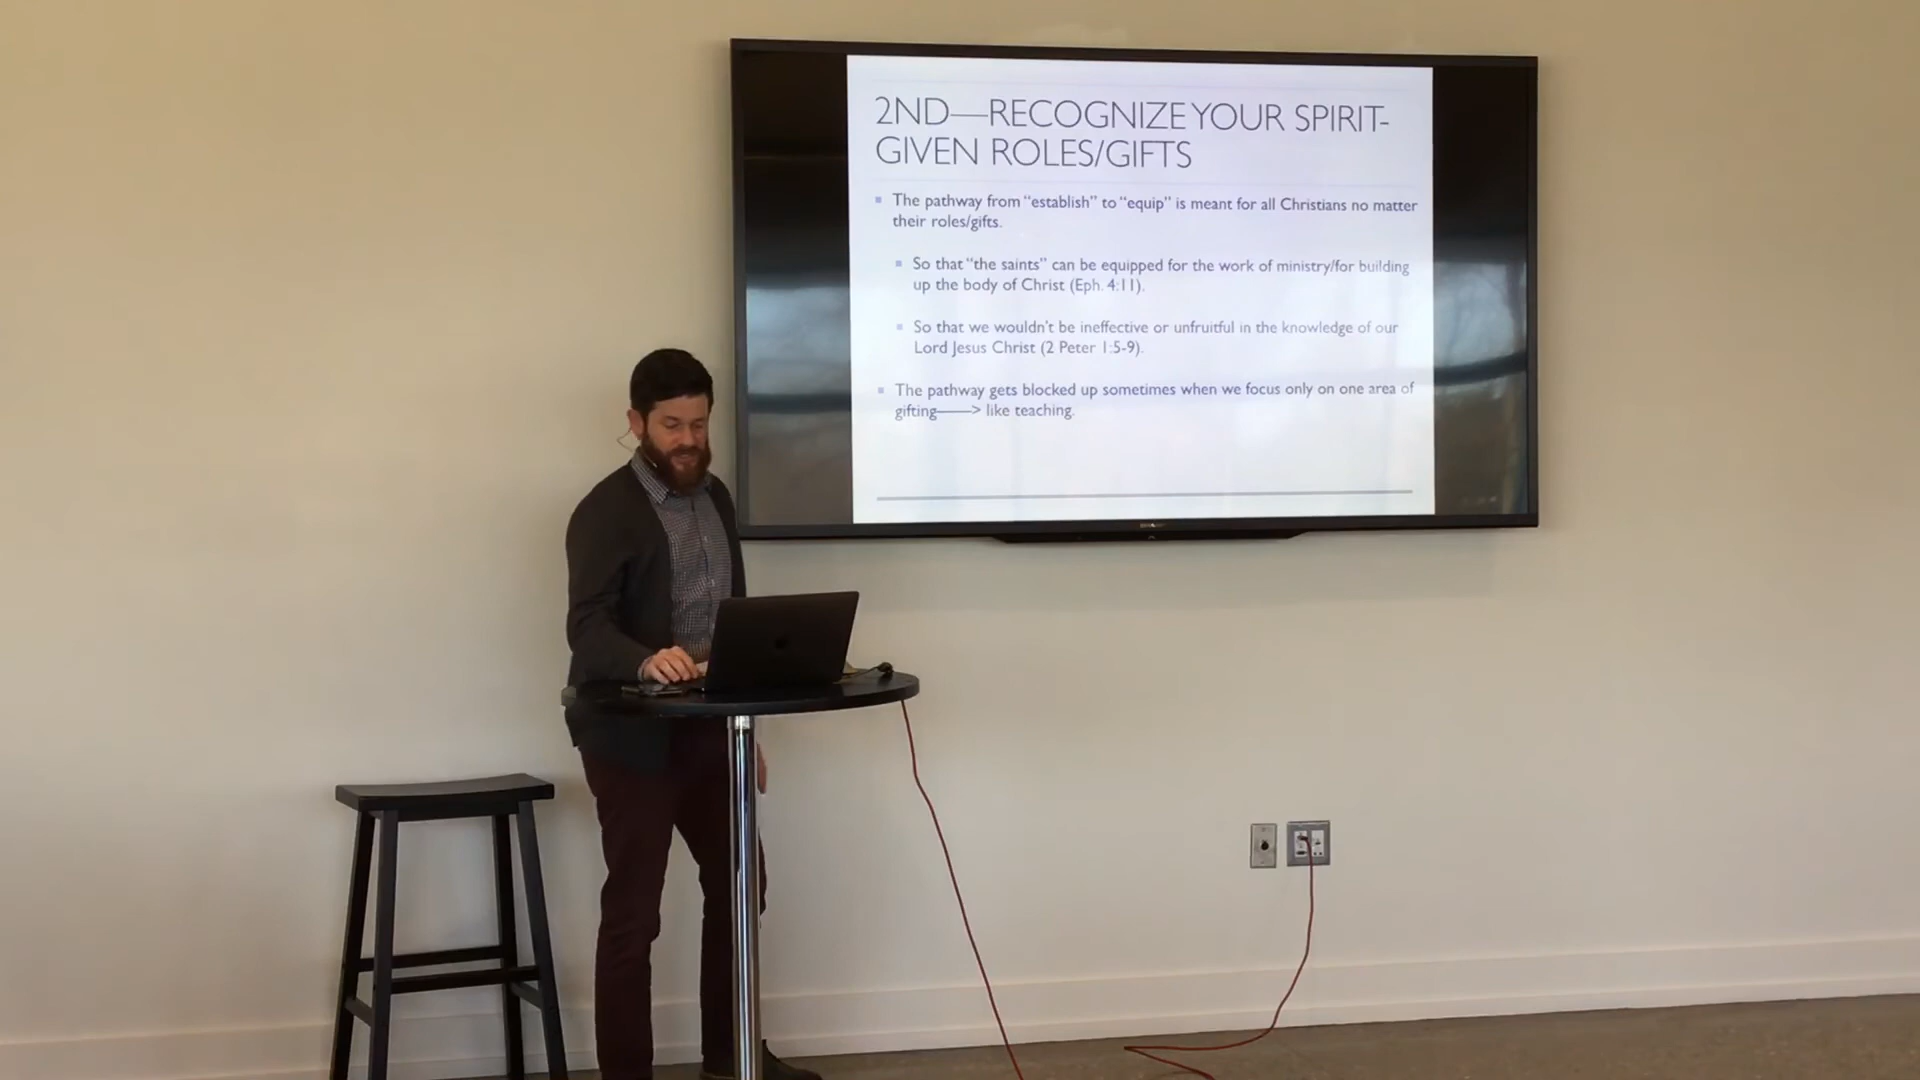 2ND—RECOGNIZE YOUR SPIRIT-
GIVEN ROLES/GIFTS
The pathway from “establish” to “equip” is meant for all Christians no matter
their roles/gifts.
So that “the saints” can be equipped for the work of ministry/for building
up the body of Christ (Eph. 4:11).
So that we wouldn't be ineffective or unfruitful in the knowledge of our
Lord Jesus Christ (2 Peter 1:5-9).
The pathway gets blocked up sometimes when we focus only on one area of
gifting——> like teaching.